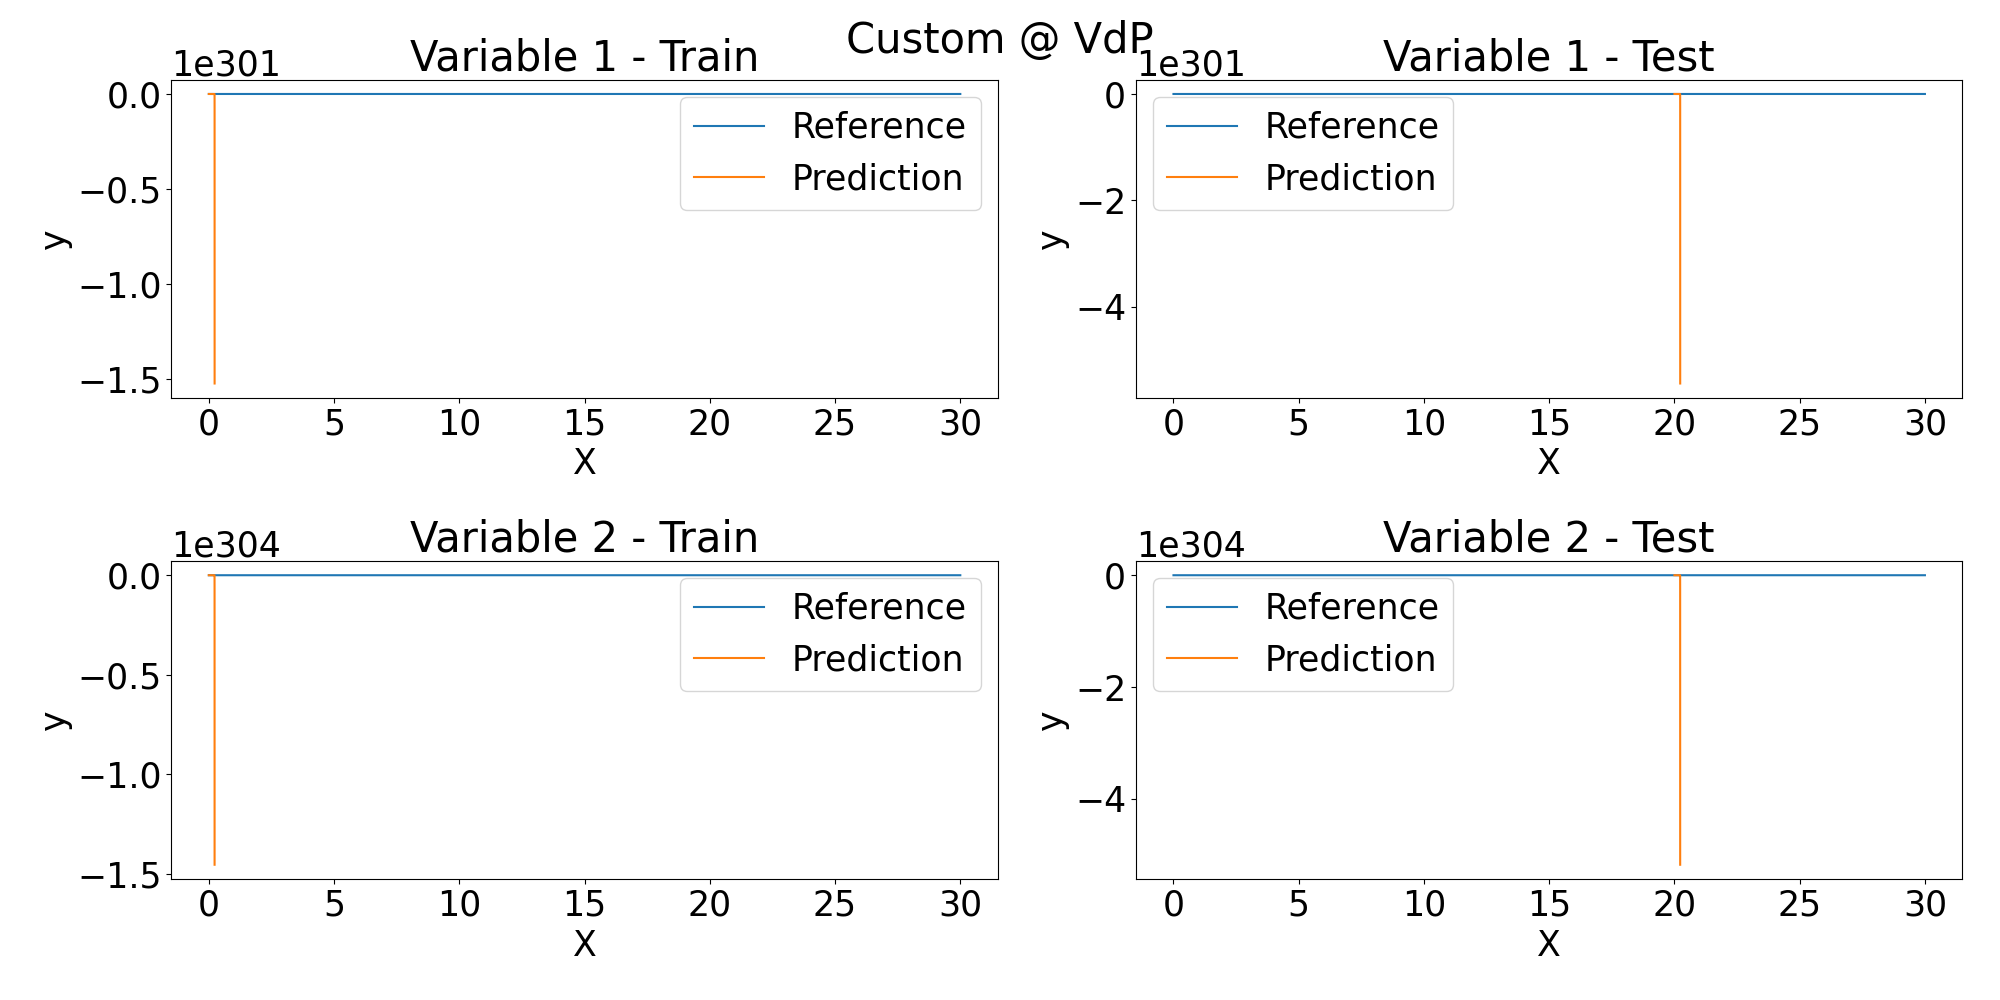 Custom @ VdP
Variable 1 - Train
1e301
0.0
−0.5
−1.0
−1.5
y
0 5 10 15 20 25 30
X
Reference
Prediction
Variable 1 - Test
1e301
0
−2
−4
y
0 5 10 15 20 25 30
X
Reference
Prediction
Variable 2 - Train
1e304
0.0
−0.5
−1.0
−1.5
y
0 5 10 15 20 25 30
X
Reference
Prediction
Variable 2 - Test
1e304
0
−2
−4
y
0 5 10 15 20 25 30
X
Reference
Prediction